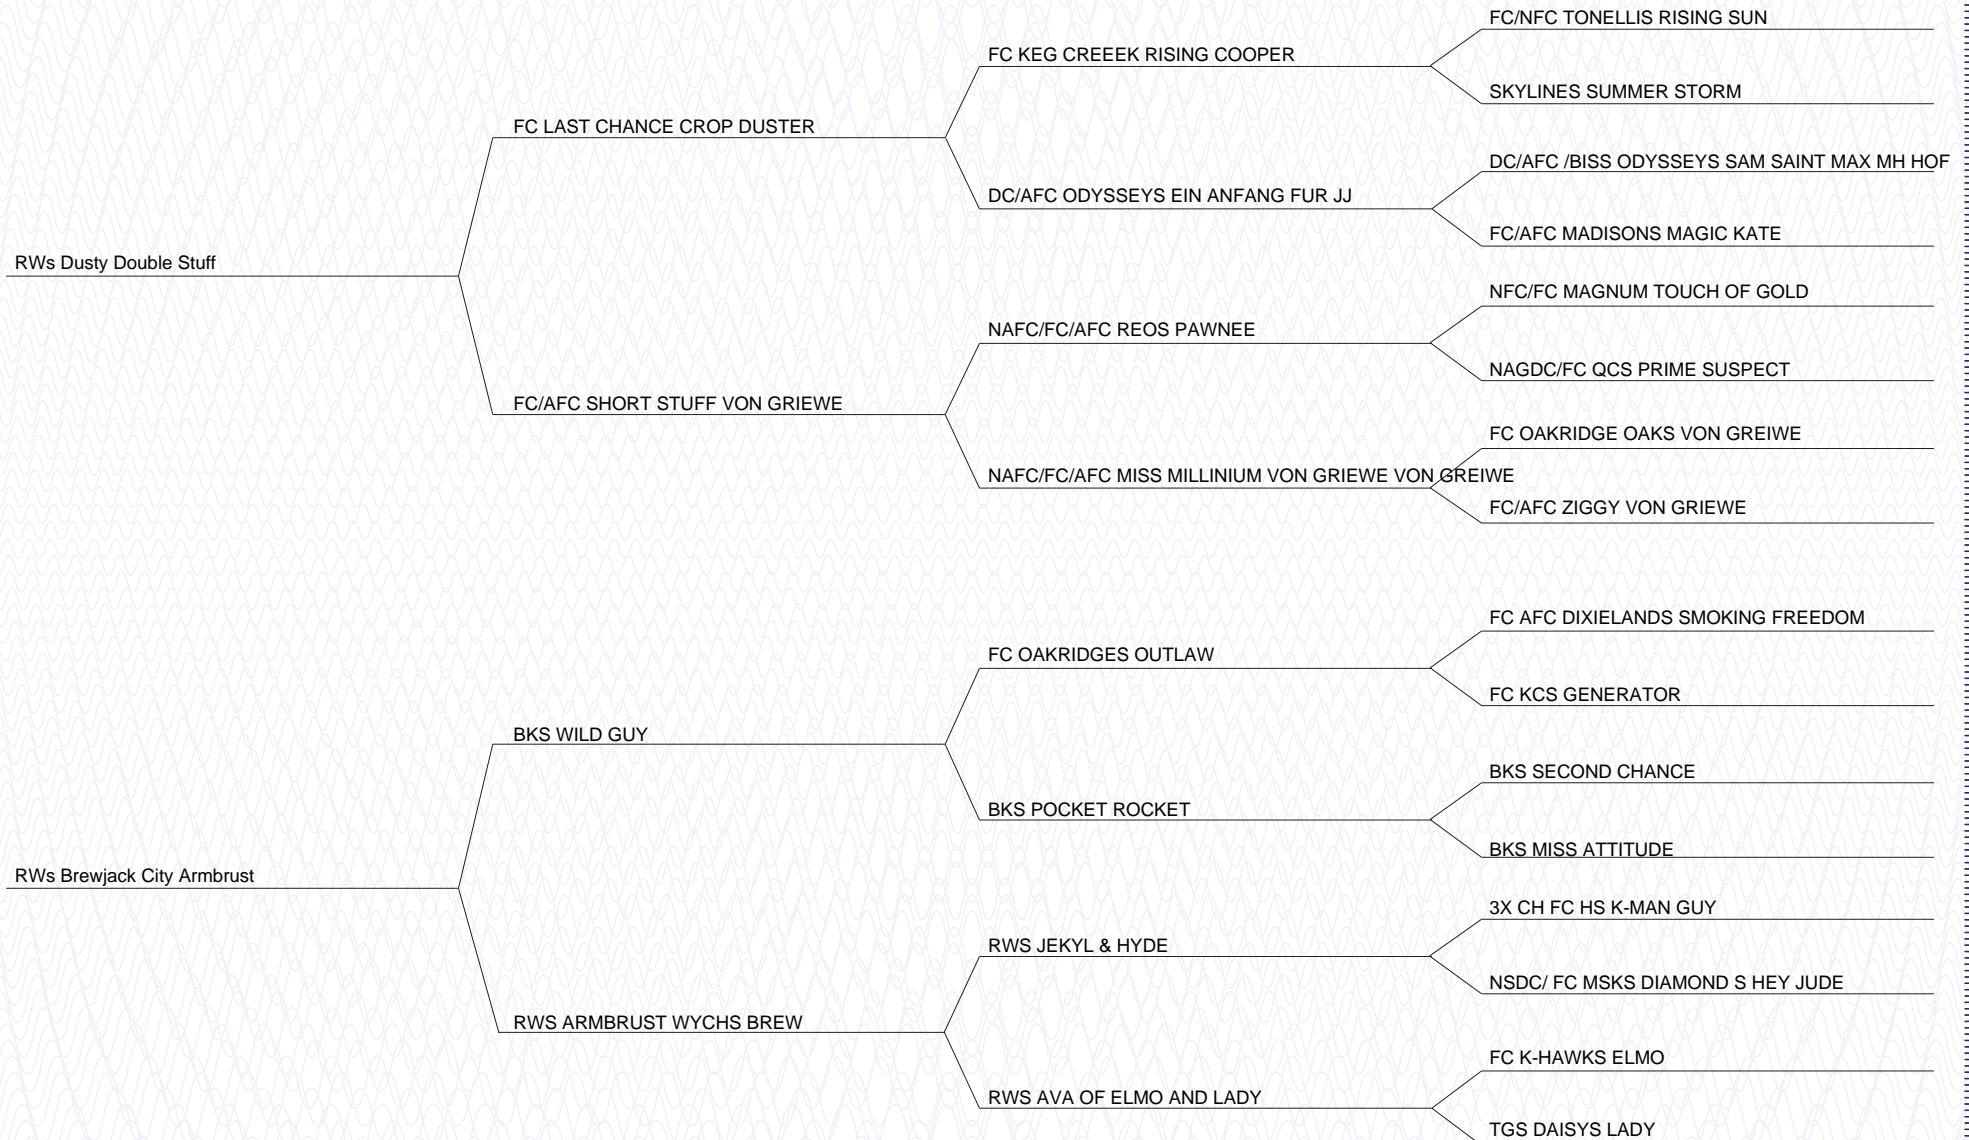 FC/NFC TONELLIS RISING SUN
FC KEG CREEEK RISING COOPER
SKYLINES SUMMER STORM
FC LAST CHANCE CROP DUSTER
DC/AFC /BISS ODYSSEYS SAM SAINT MAX MH HOF
DC/AFC ODYSSEYS EIN ANFANG FUR JJ
FC/AFC MADISONS MAGIC KATE
RWs Dusty Double Stuff
NFC/FC MAGNUM TOUCH OF GOLD
NAFC/FC/AFC REOS PAWNEE
NAGDC/FC QCS PRIME SUSPECT
FC/AFC SHORT STUFF VON GRIEWE
FC OAKRIDGE OAKS VON GREIWE
NAFC/FC/AFC MISS MILLINIUM VON GRIEWE VON GREIWE
FC/AFC ZIGGY VON GRIEWE
FC AFC DIXIELANDS SMOKING FREEDOM
FC OAKRIDGES OUTLAW
FC KCS GENERATOR
BKS WILD GUY
BKS SECOND CHANCE
BKS POCKET ROCKET
BKS MISS ATTITUDE
RWs Brewjack City Armbrust
3X CH FC HS K-MAN GUY
RWS JEKYL & HYDE
NSDC/ FC MSKS DIAMOND S HEY JUDE
RWS ARMBRUST WYCHS BREW
FC K-HAWKS ELMO
RWS AVA OF ELMO AND LADY
TGS DAISYS LADY